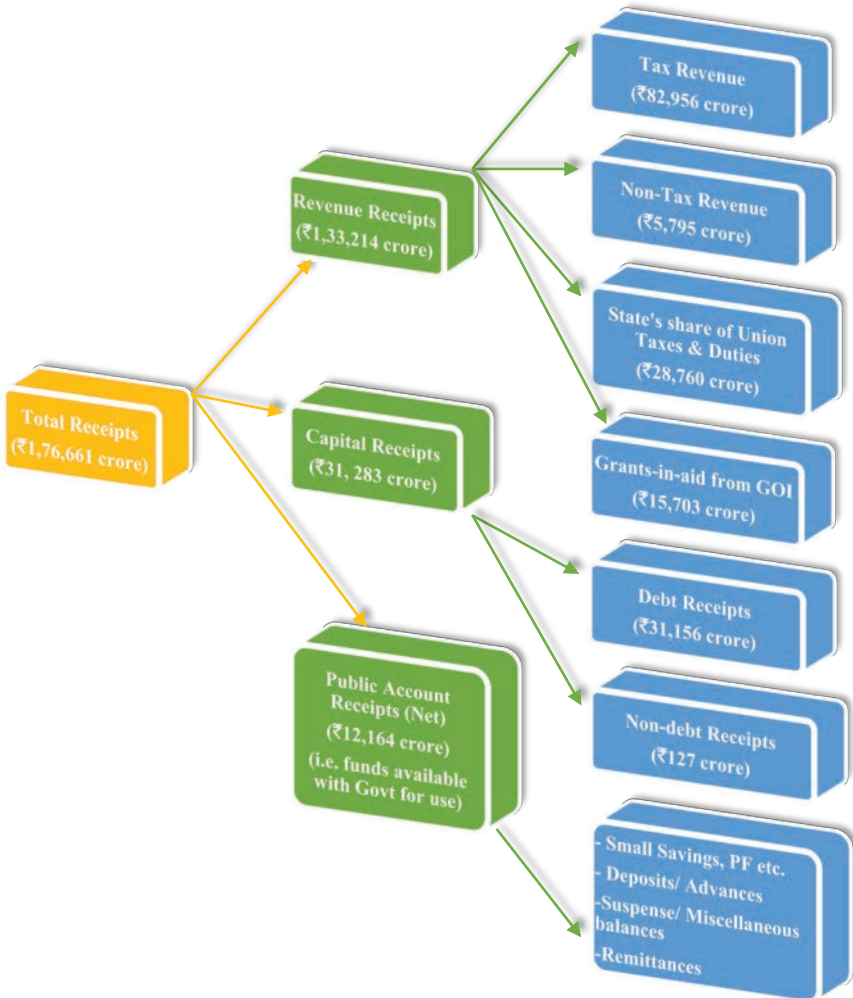 Total Receipts
(₹1,76,661 crore)
Revenue Receipts
(₹1,33,214 crore)
Capital Receipts
(₹31, 283 crore)
Public Account
Receipts (Net)
(₹12,164 crore)
(i.e. funds available
with Govt for use)
Tax Revenue
(₹82,956 crore)
Non-Tax Revenue
(₹5,795 crore)
State's share of Union
Taxes & Duties
(₹28,760 crore)
Grants-in-aid from GOI
(₹15,703 crore)
Debt Receipts
(₹31,156 crore)
Non-debt Receipts
(₹127 crore)
- Small Savings, PF etc.
- Deposits/ Advances
-Suspense/ Miscellaneous
balances
-Remittances